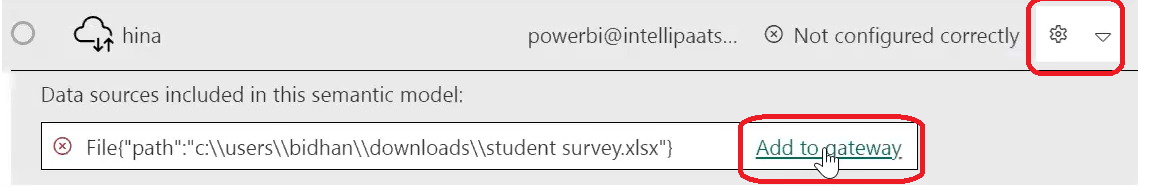 hina powerbi@intellipaats... Not configured correctly
Data sources included in this semantic model:
File{"path":"c:\\users\\bidhan\\downloads\\student survey.xlsx"} Add to gateway